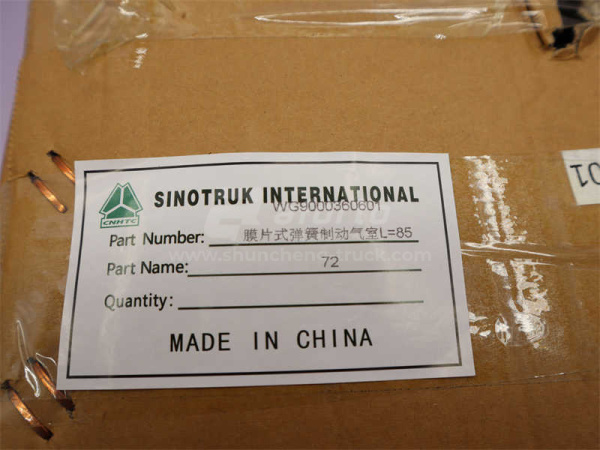 CNHTC
SINOTRUK INTERNATIONAL
WG9000360601
Part Number: 膜片式弹簧制动气室L=85
Part Name: 72
Quantity:
MADE IN CHINA
www.shunchengtruck.com
01